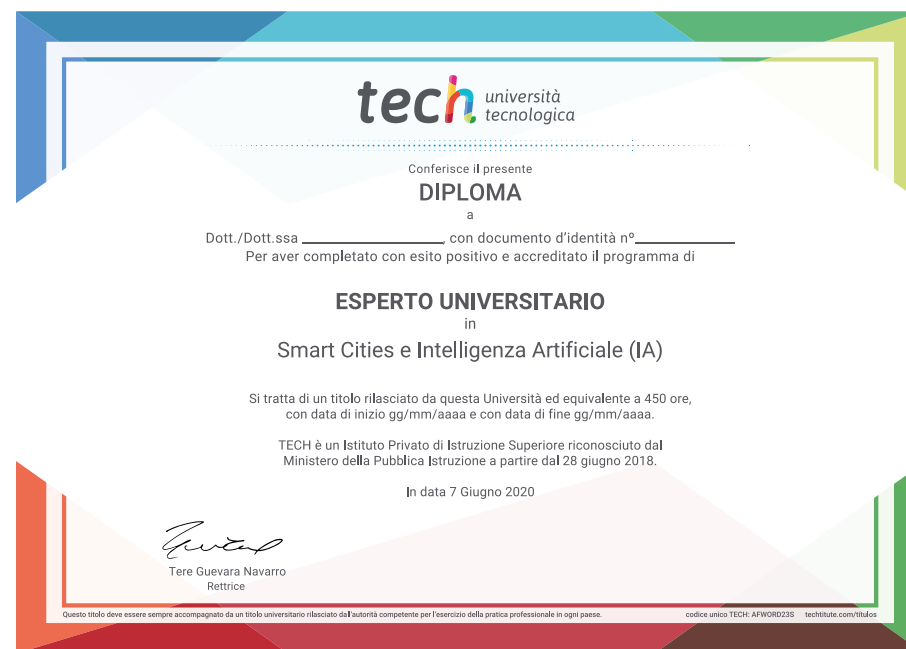 tech università
tecnologica
Conferisce il presente
DIPLOMA
a
Dott./Dott.ssa ____________________, con documento d'identità nº______________
Per aver completato con esito positivo e accreditato il programma di
ESPERTO UNIVERSITARIO
in
Smart Cities e Intelligenza Artificiale (IA)
Si tratta di un titolo rilasciato da questa Università ed equivalente a 450 ore,
con data di inizio gg/mm/aaaa e con data di fine gg/mm/aaaa.
TECH è un Istituto Privato di Istruzione Superiore riconosciuto dal
Ministero della Pubblica Istruzione a partire dal 28 giugno 2018.
In data 7 Giugno 2020
Tere Guevara Navarro
Rettrice
Questo titolo deve essere sempre accompagnato da un titolo universitario rilasciato dall'autorità competente per l'esercizio della pratica professionale in ogni paese. codice unico TECH: AFWORD23S techtitute.com/titulos